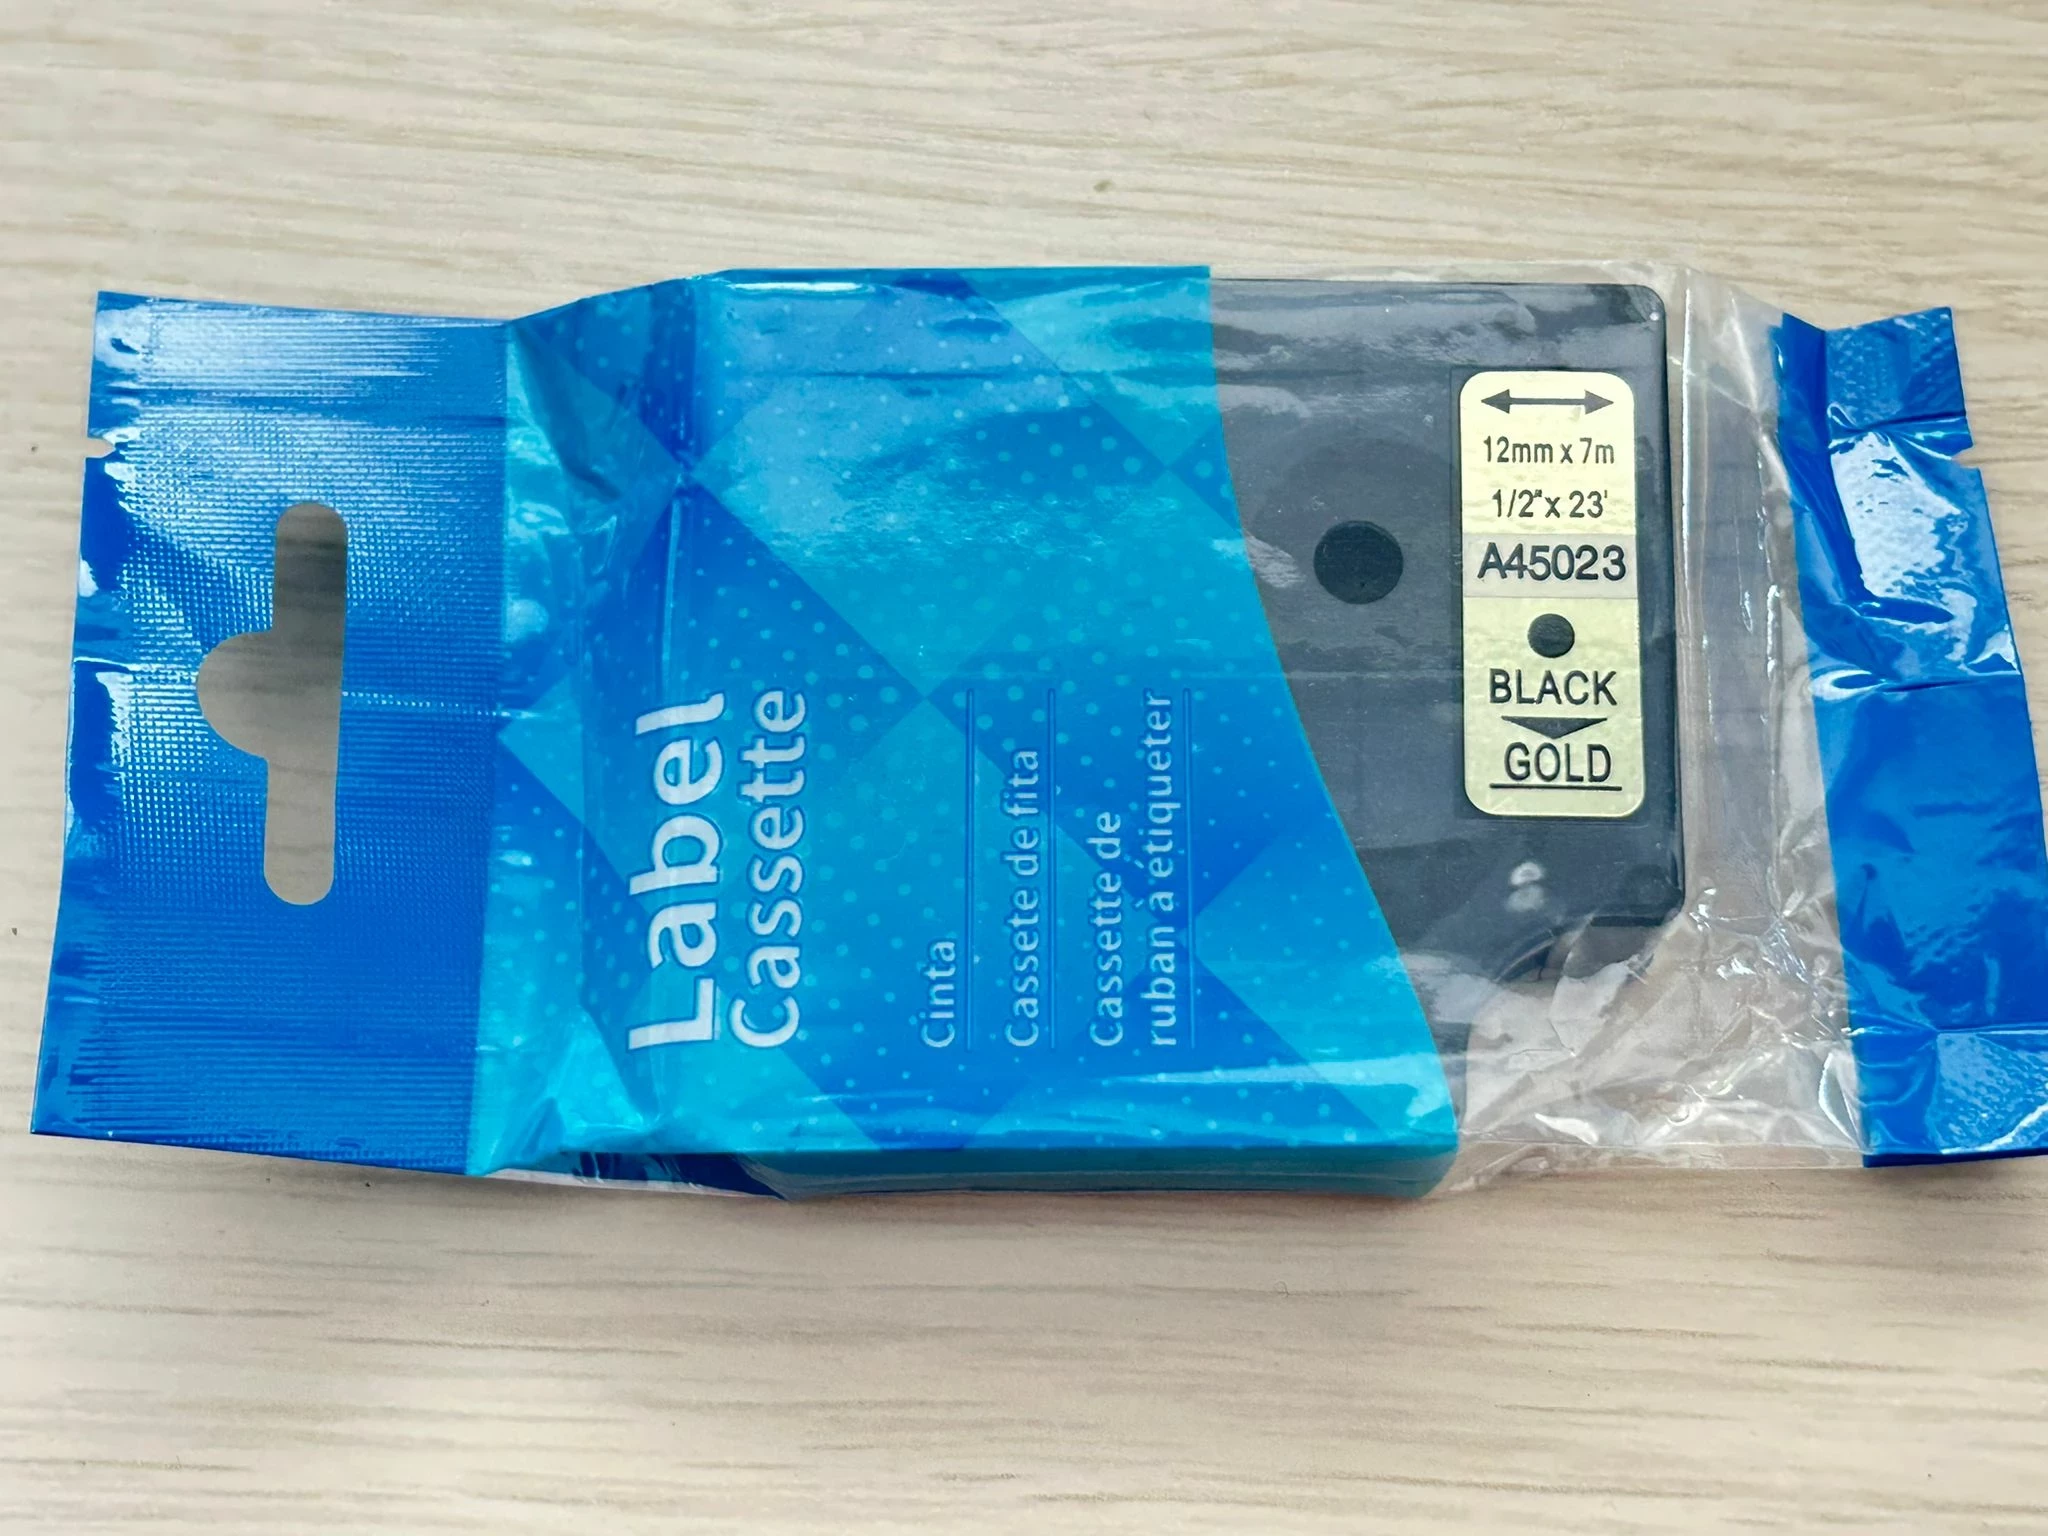 Label
Cassette
Cinta
Cassete de fita
Cassette de
ruban à étiqueter
12mm x 7m
1/2" x 23'
A45023
BLACK
GOLD